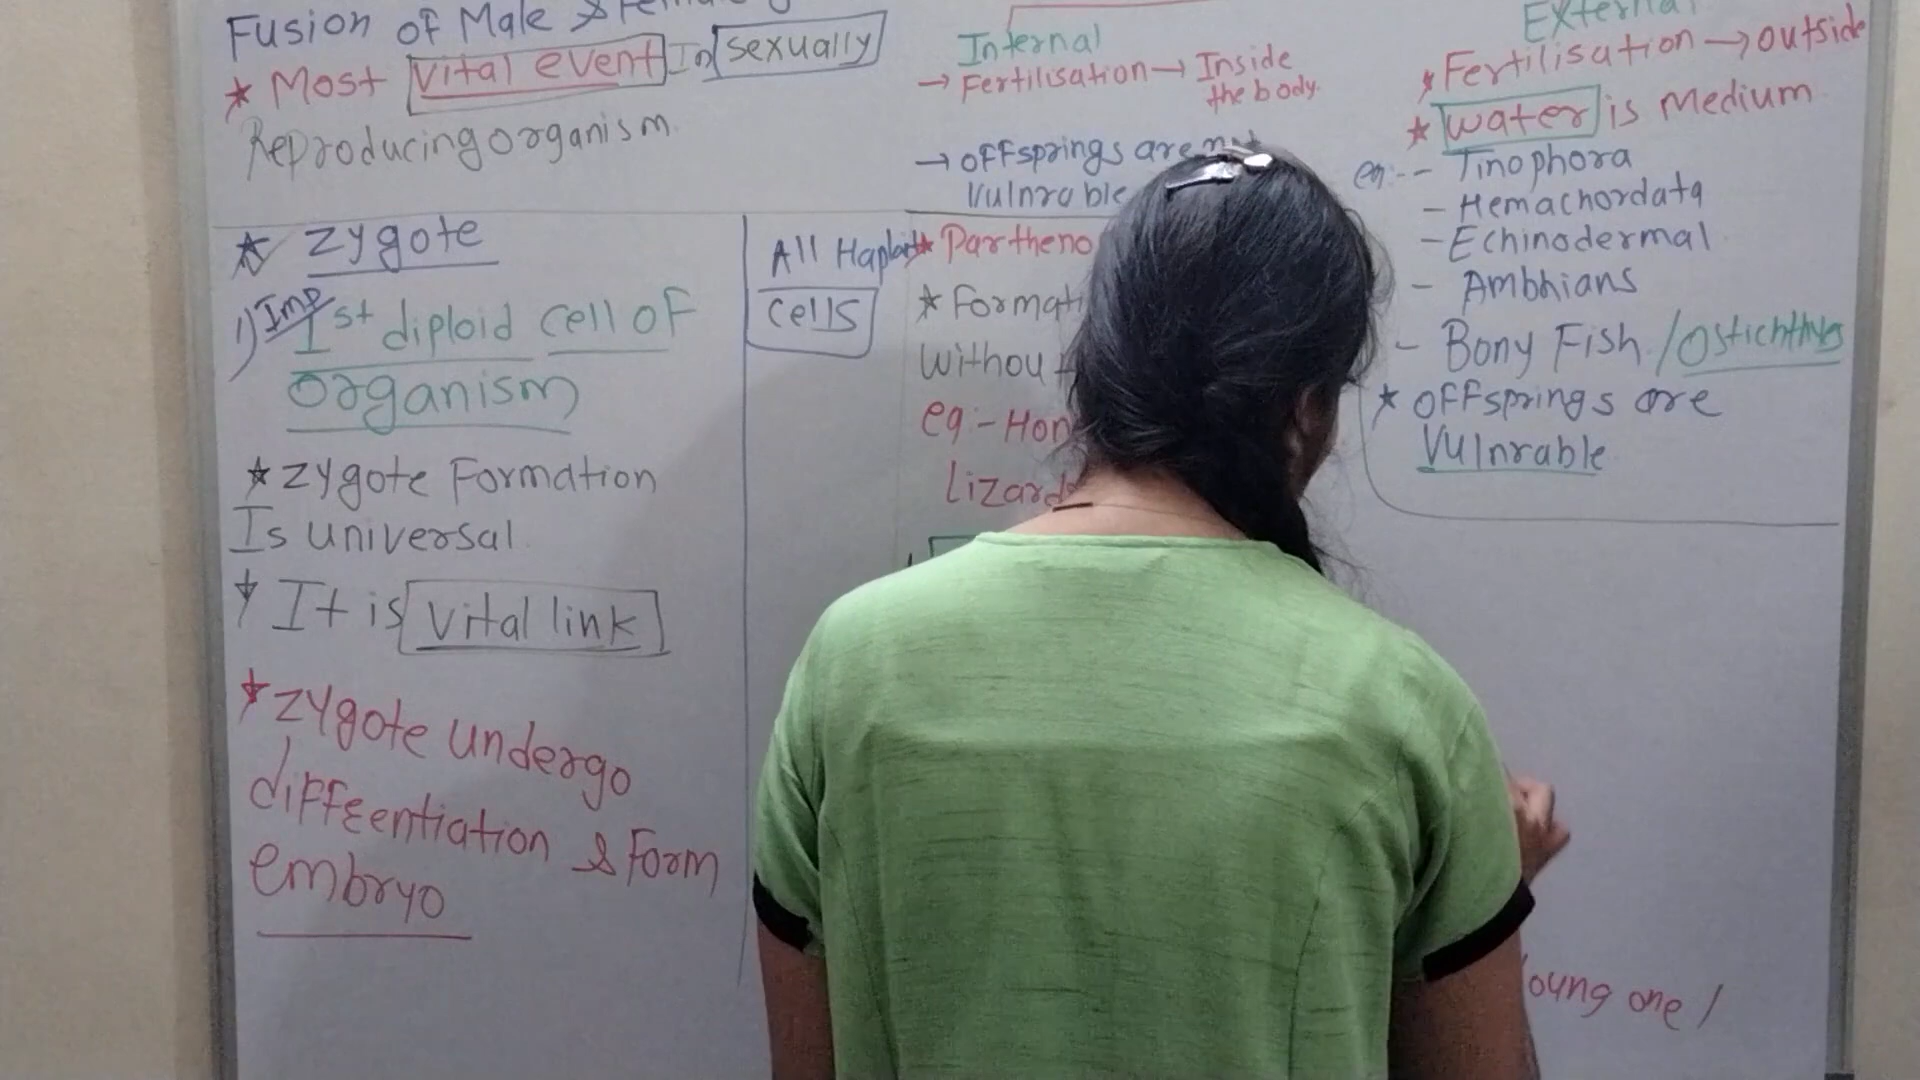 Fusion of Male &
* Most vital event In sexually
Reproducing organism
* Zygote
1) Imp 1st diploid cell of
organism
* Zygote Formation
Is universal
* It is vital link
* Zygote undergo
diffeentiation & Form
embryo
All Haploid
cells
Internal
→ Fertilisation → Inside
the body.
→ offsprings are
Vulnrable
* Partheno
* Formati
withou
eg:- Hon
Lizard
External
* Fertilisation → outside
* water is Medium
eg:- - Tinophora
- Hemachordata
- Echinodermal
- Ambhians
- Bony Fish / Ostichthys
* offsprings are
Vulnrable
oung one /